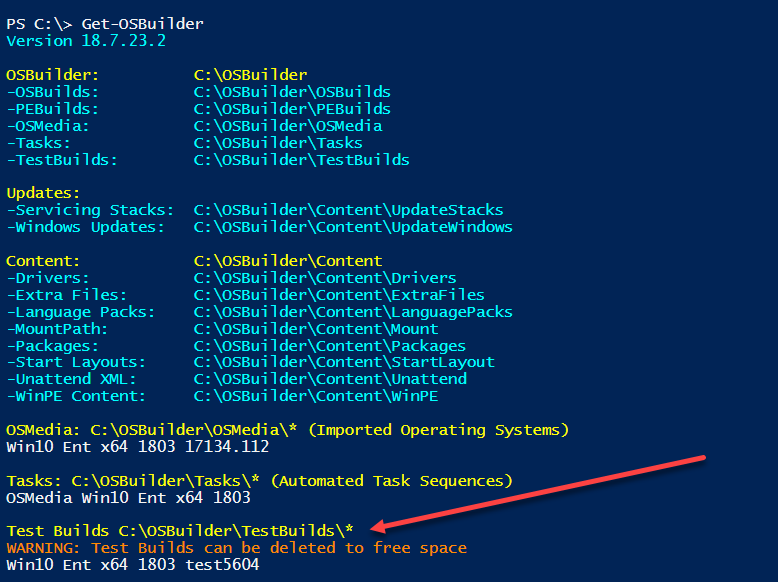 PS C:\> Get-OSBuilder
Version 18.7.23.2
OSBuilder: C:\OSBuilder
-OSBuilds: C:\OSBuilder\OSBuilds
-PEBuilds: C:\OSBuilder\PEBuilds
-OSMedia: C:\OSBuilder\OSMedia
-Tasks: C:\OSBuilder\Tasks
-TestBuilds: C:\OSBuilder\TestBuilds
Updates:
-Servicing Stacks: C:\OSBuilder\Content\UpdateStacks
-Windows Updates: C:\OSBuilder\Content\UpdateWindows
Content: C:\OSBuilder\Content
-Drivers: C:\OSBuilder\Content\Drivers
-Extra Files: C:\OSBuilder\Content\ExtraFiles
-Language Packs: C:\OSBuilder\Content\LanguagePacks
-MountPath: C:\OSBuilder\Content\Mount
-Packages: C:\OSBuilder\Content\Packages
-Start Layouts: C:\OSBuilder\Content\StartLayout
-Unattend XML: C:\OSBuilder\Content\Unattend
-WinPE Content: C:\OSBuilder\Content\WinPE
OSMedia: C:\OSBuilder\OSMedia\* (Imported Operating Systems)
Win10 Ent x64 1803 17134.112
Tasks: C:\OSBuilder\Tasks\* (Automated Task Sequences)
OSMedia Win10 Ent x64 1803
Test Builds C:\OSBuilder\TestBuilds\*
WARNING: Test Builds can be deleted to free space
Win10 Ent x64 1803 test5604